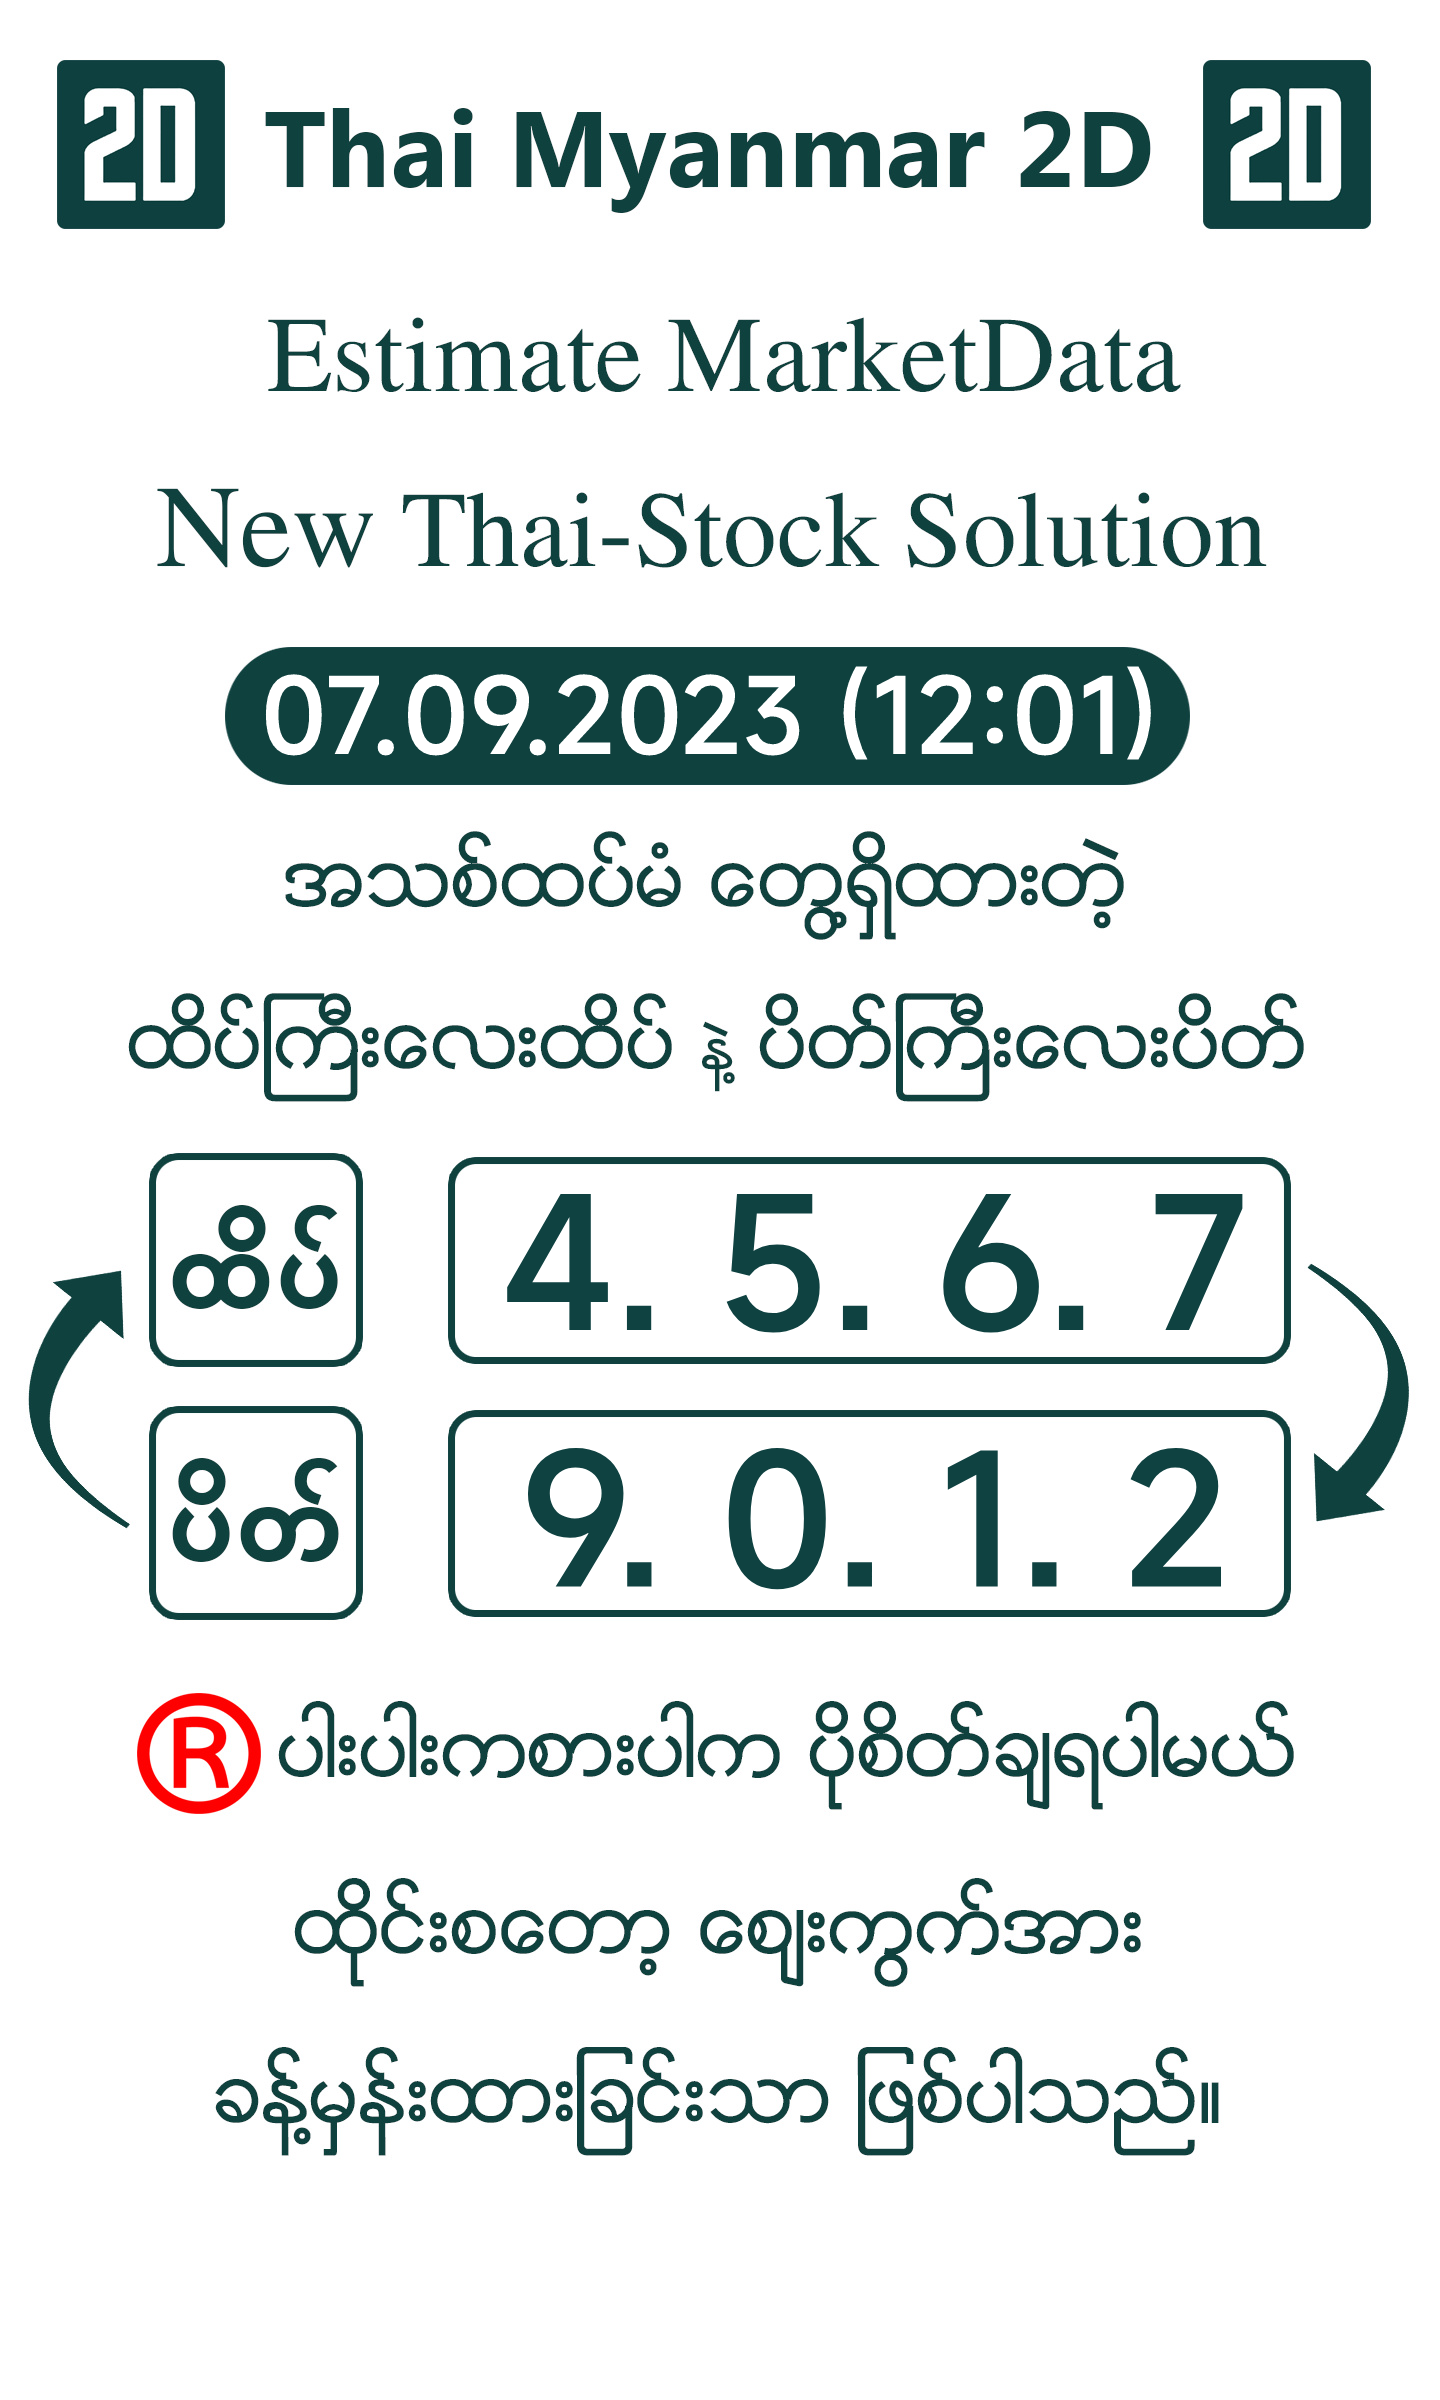 2D Thai Myanmar 2D 2D
Estimate MarketData
New Thai-Stock Solution
07.09.2023 (12:01)
အသစ်ထပ်မံ တွေ့ရှိထားတဲ့
ထိပ်ကြီးလေးထိပ် နဲ့ ပိတ်ကြီးလေးပိတ်
ထိပ် 4. 5. 6. 7
ပိတ် 9. 0. 1. 2
® ပါးပါးကစားပါက ပိုစိတ်ချရပါမယ်
ထိုင်းစတော့ ဈေးကွက်အား
ခန့်မှန်းထားခြင်းသာ ဖြစ်ပါသည်။